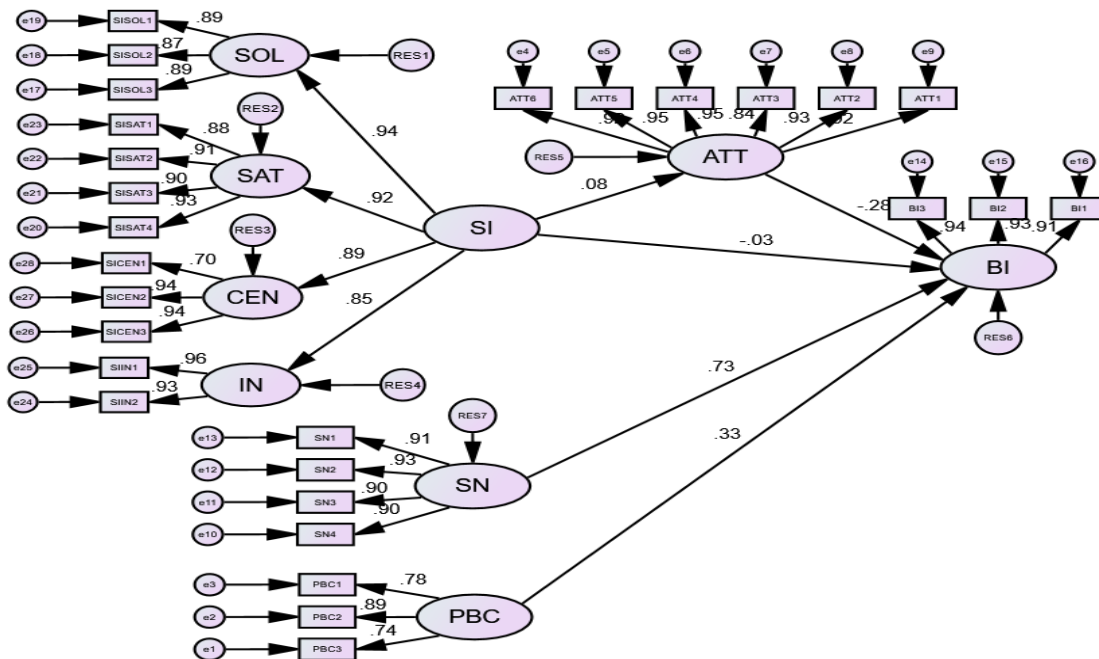 e19 SISOL1 .89
e18 SISOL2 .87 SOL RES1
e17 SISOL3 .89
e23 SISAT1 .88 RES2
e22 SISAT2 .91
e21 SISAT3 .90 SAT
e20 SISAT4 .93
e28 SICEN1 .70 RES3
e27 SICEN2 .94 CEN
e26 SICEN3 .94
e25 SIIN1 .96
e24 SIIN2 .93 IN RES4
.94
.92
.89
.85
SI
.08
-.03
e4 e5 e6 e7 e8 e9
ATT6 ATT5 ATT4 ATT3 ATT2 ATT1
.95 .95 .84 .93
RES5 ATT
-.28
e14 e15 e16
BI3 BI2 BI1
.94 .93 .91
BI
RES6
.73
.33
e13 SN1 .91 RES7
e12 SN2 .93
e11 SN3 .90 SN
e10 SN4 .90
e3 PBC1 .78
e2 PBC2 .89 PBC
e1 PBC3 .74